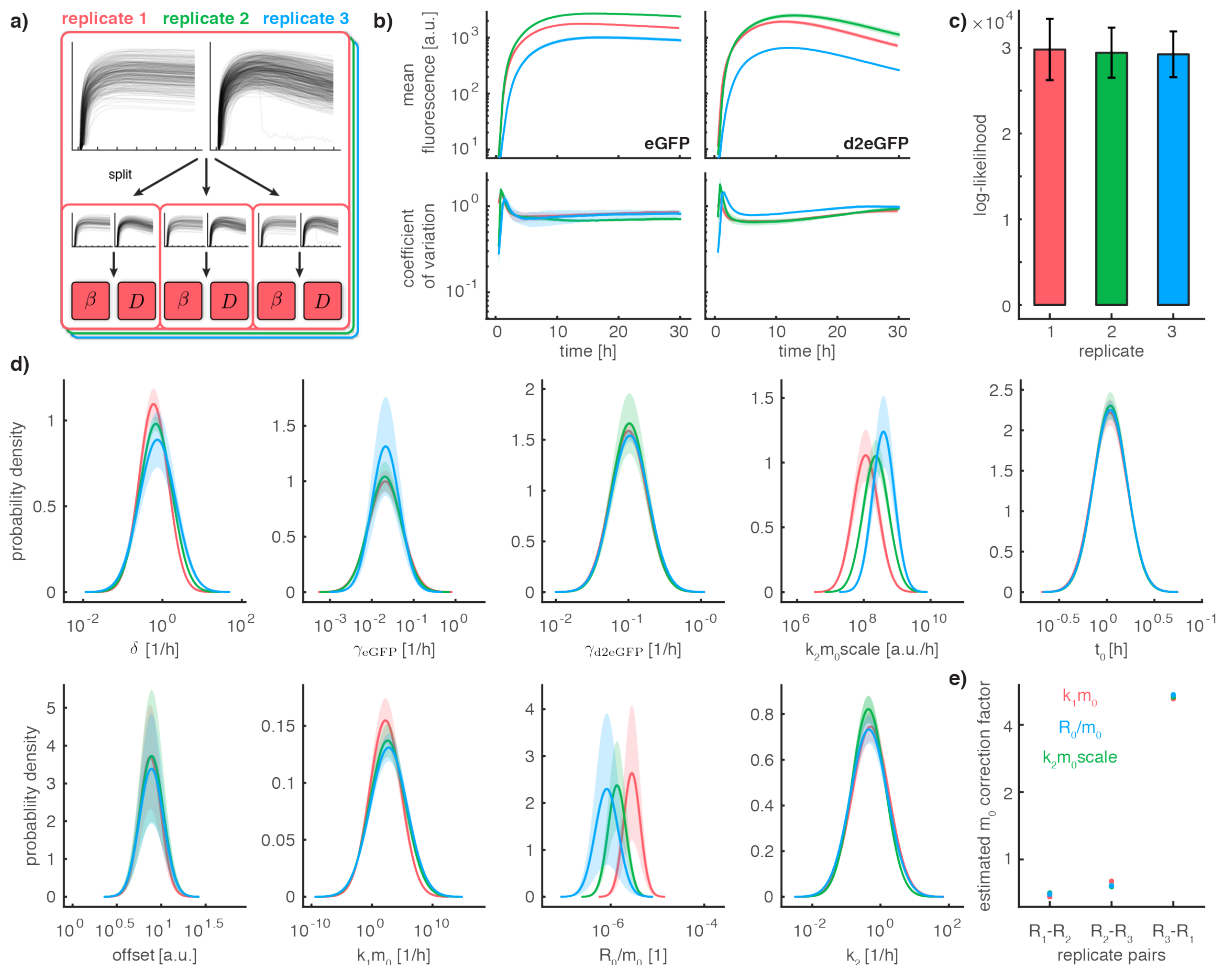 a)
replicate 1 replicate 2 replicate 3
split
β D β D β D
b)
mean
fluorescence [a.u.]
10³
10²
10¹
eGFP
d2eGFP
coefficient
of variation
10⁰
10⁻¹
0 10 20 30
0 10 20 30
time [h]
time [h]
c)
×10⁴
log-likelihood
3
2
1
0
1 2 3
replicate
d)
probability density
1
0.5
0
10⁻² 10⁰ 10²
δ [1/h]
1.5
1
0.5
0
10⁻³ 10⁻² 10⁻¹ 10⁰
γeGFP [1/h]
2
1.5
1
0.5
0
10⁻² 10⁻¹ 10⁻⁰
γd2eGFP [1/h]
1.5
1
0.5
0
10⁶ 10⁸ 10¹⁰
k₂m₀scale [a.u./h]
2.5
2
1.5
1
0.5
0
10⁻⁰·⁵ 10⁰ 10⁰·⁵ 10⁻¹
t₀[h]
probabliity density
5
4
3
2
1
0
10⁰ 10⁰·⁵ 10¹ 10¹·⁵
offset [a.u.]
0.15
0.1
0.05
0
10⁻¹⁰ 10⁰ 10¹⁰
k₁m₀ [1/h]
4
3
2
1
0
10⁻⁶ 10⁻⁴
R₀/m₀ [1]
0.8
0.6
0.4
0.2
0
10⁻² 10⁰ 10²
k₂ [1/h]
e)
estimated m₀ correction factor
4
2
1
k₁m₀
R₀/m₀
k₂m₀scale
R₁-R₂ R₂-R₃ R₃-R₁
replicate pairs